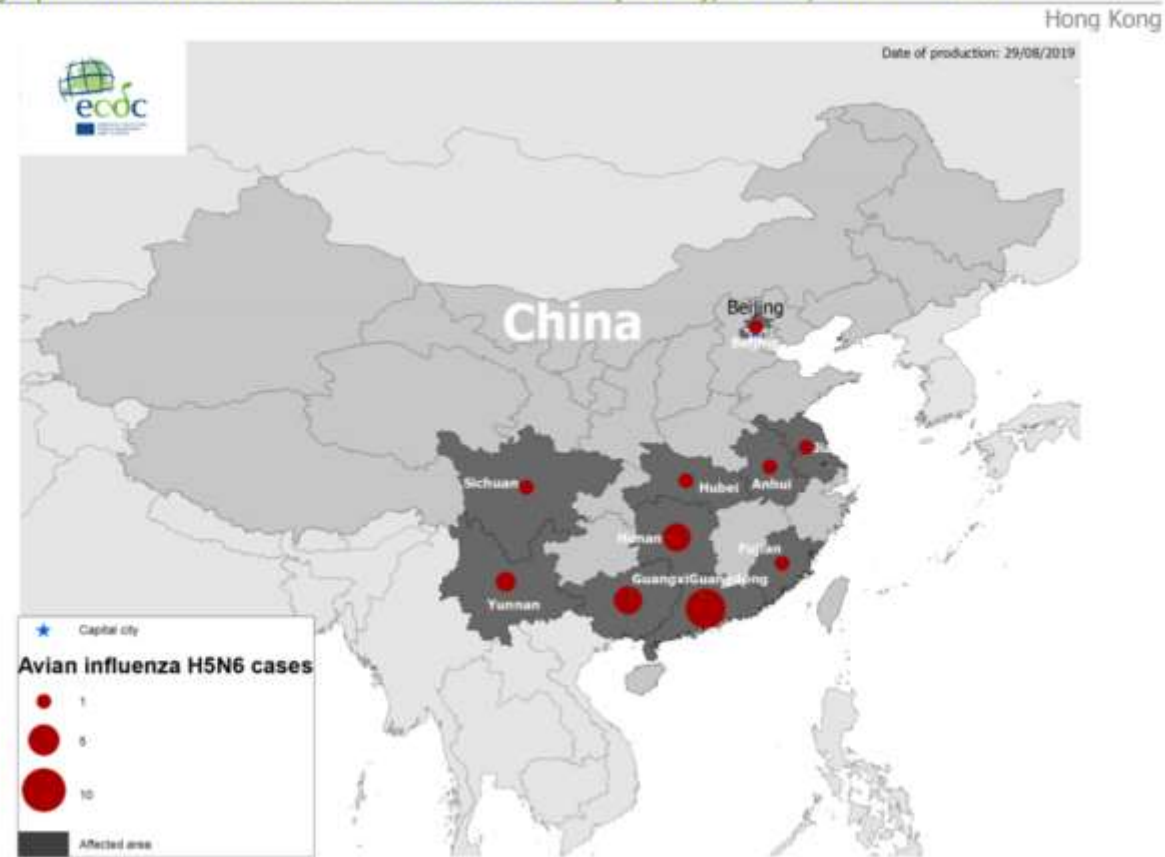 Hong Kong
Date of production: 29/08/2019
ecdc
China
Beijing
Sichuan
Hubei
Anhui
Hunan
Fujian
Guangxi
Guangdong
Yunnan
Capital city
Avian influenza H5N6 cases
1
5
10
Affected area